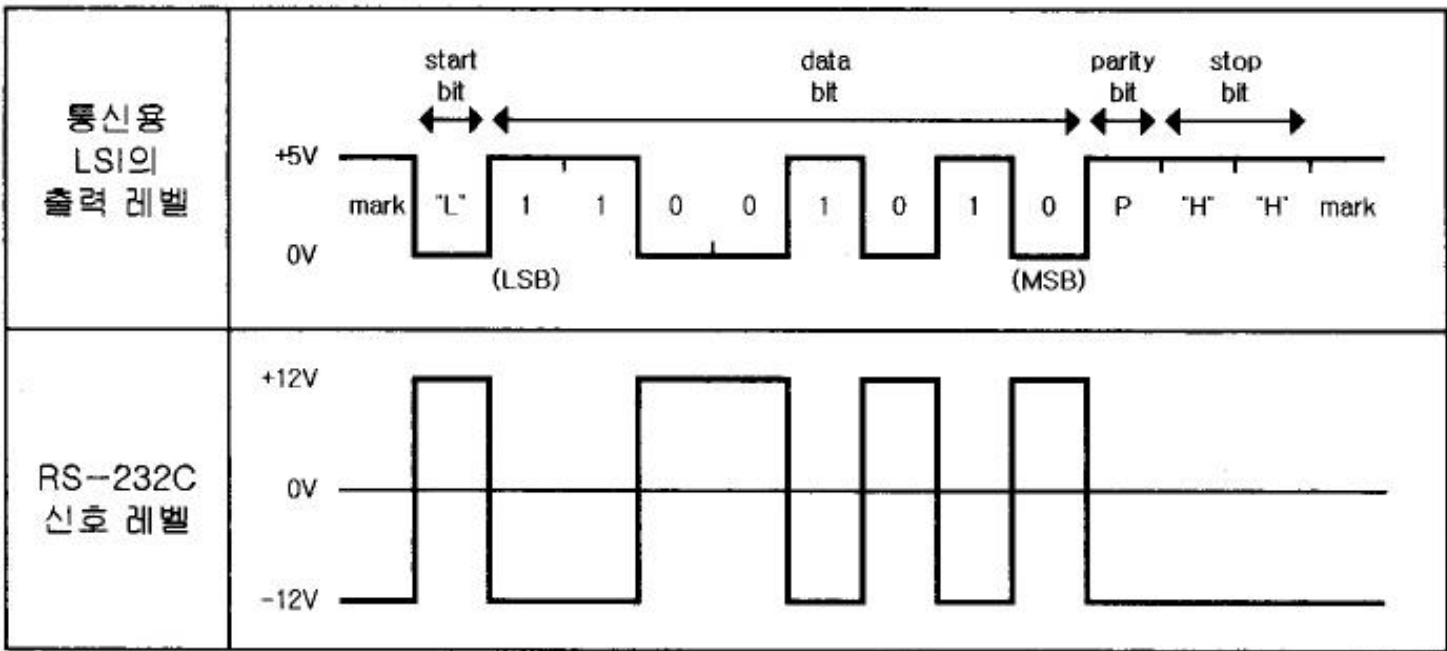 통신용
LSI의
출력 레벨
start
bit
data
bit
parity
bit
stop
bit
+5V
0V
mark "L" 1 1 0 0 1 0 1 0 P "H" "H" mark
(LSB) (MSB)
RS-232C
신호 레벨
+12V
0V
-12V